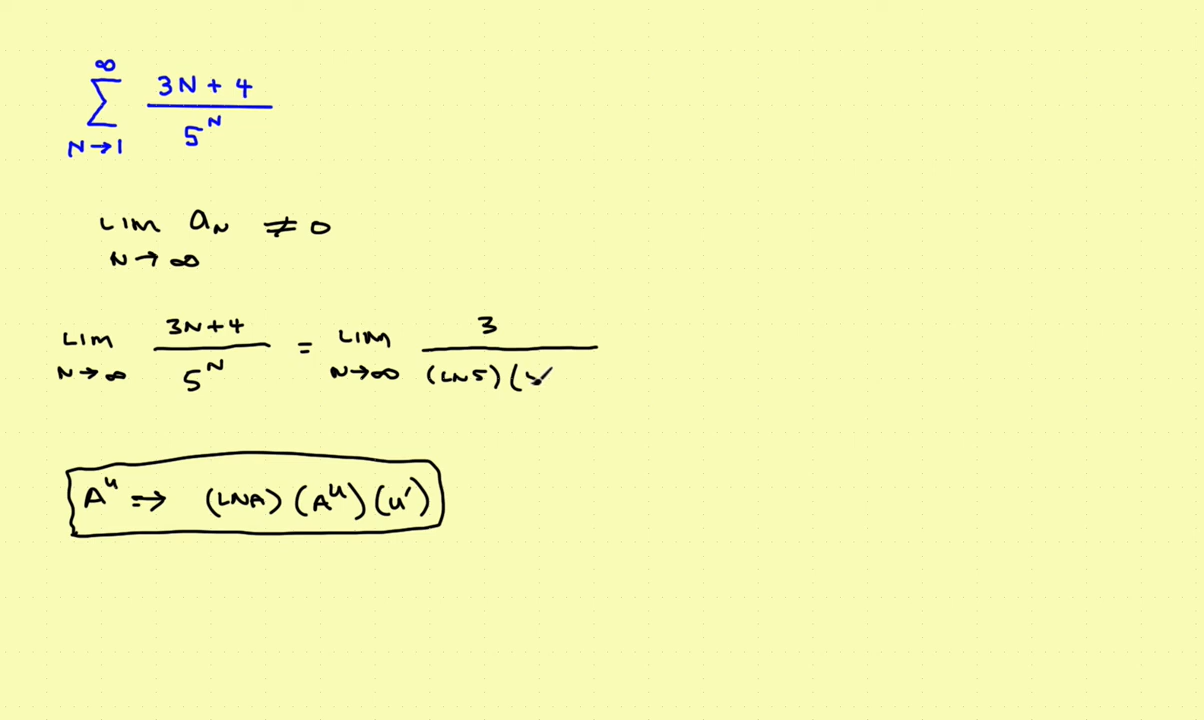 ∞
∑ (3N + 4) / 5^N
N→1
LIM a_N ≠ 0
N→∞
LIM (3N+4) / 5^N = LIM 3 / (LN5)(
N→∞ N→∞
A^u ⇒ (LNA)(A^u)(u')